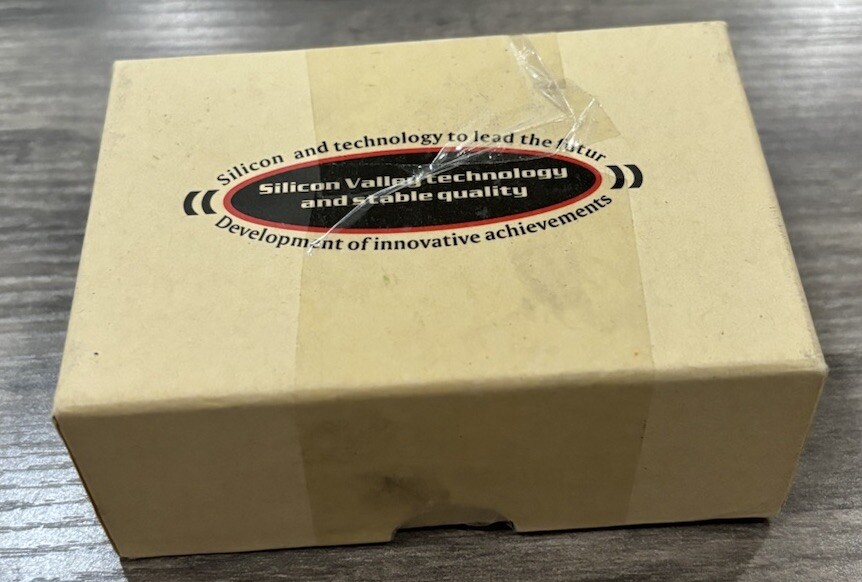 Silicon and technology to lead the futur
Silicon Valley technology
and stable quality
Development of innovative achievements